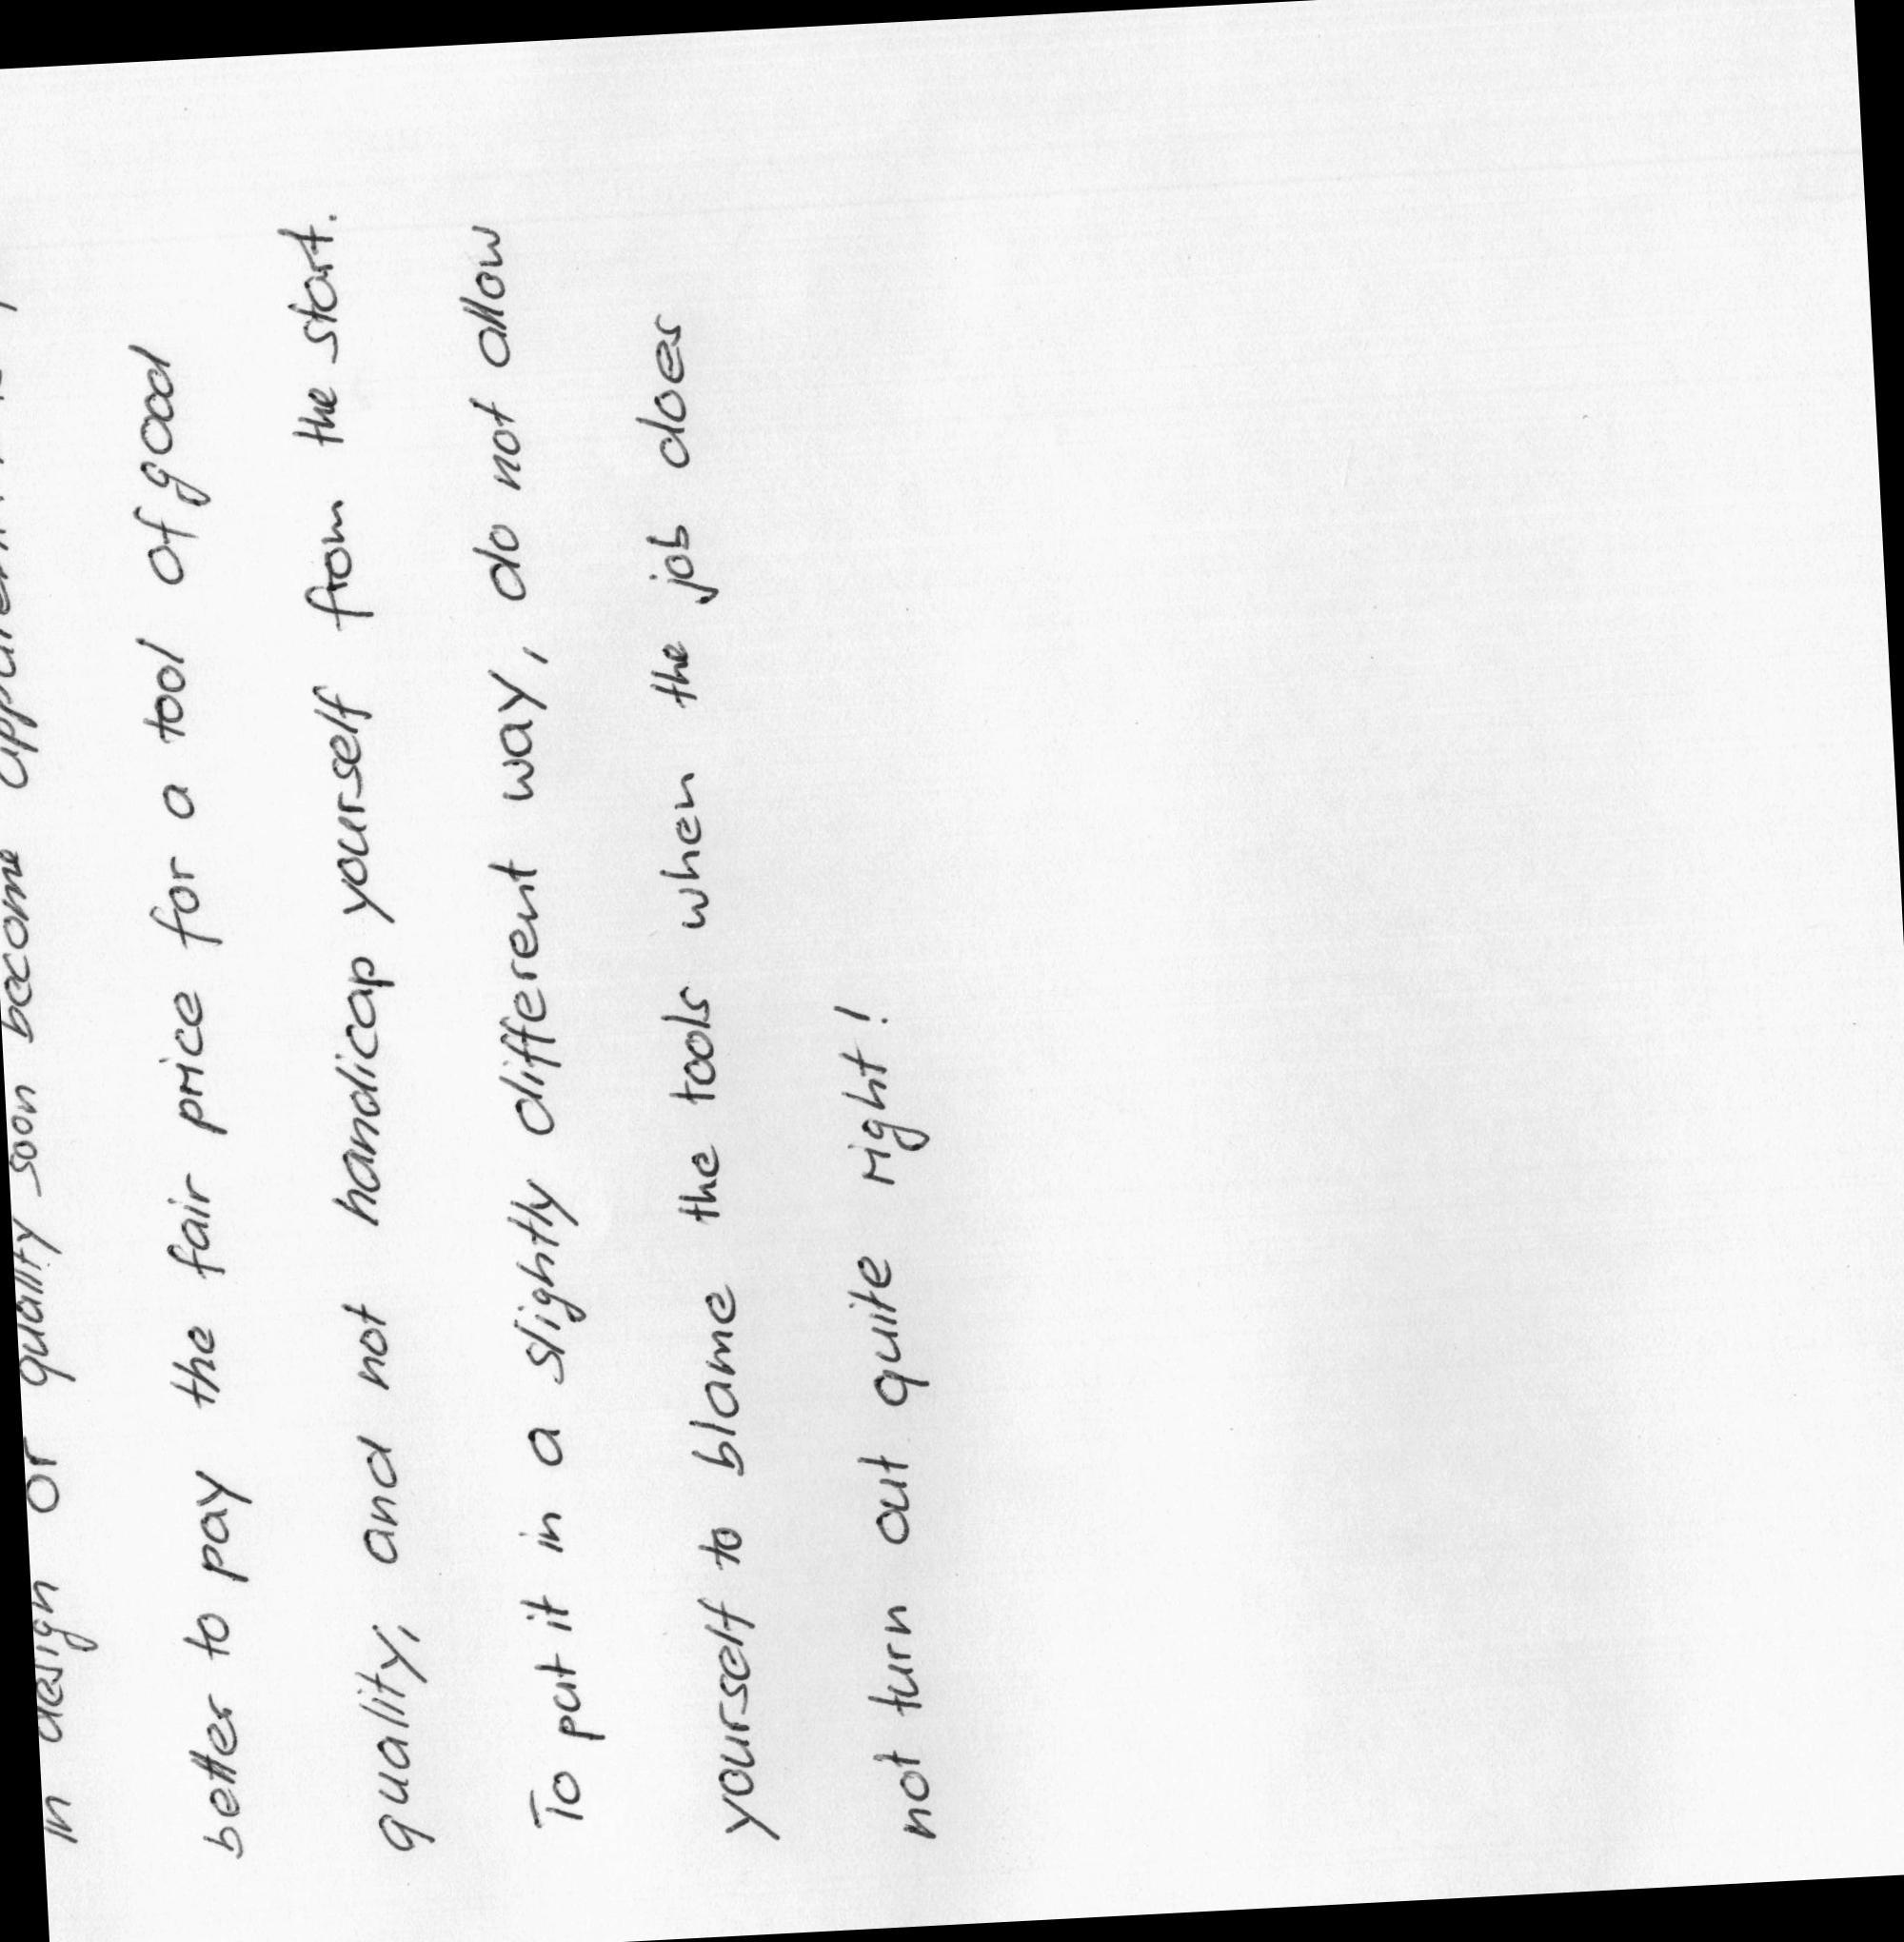 in design or quality soon become
better to pay the fair price for a tool of good
quality, and not handicap yourself from the start.
To put it in a slightly different way, do not allow
yourself to blame the tools when the job does
not turn out quite right!